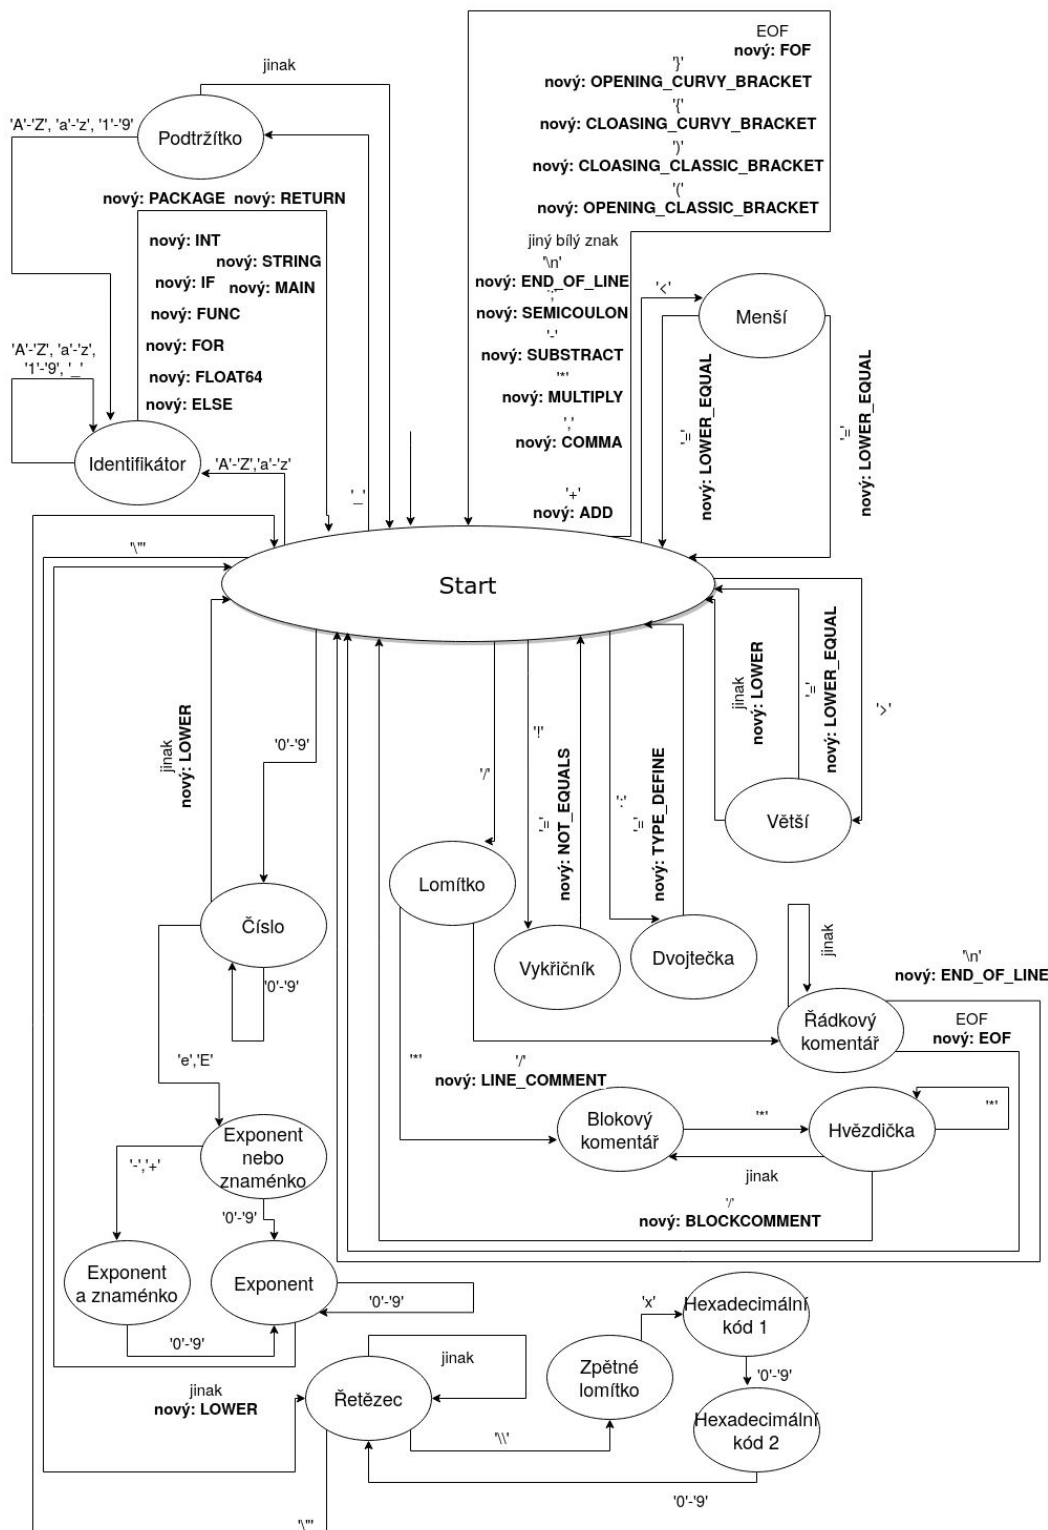 EOF
nový: FOF
'}'
nový: OPENING_CURVY_BRACKET
'{'
nový: CLOASING_CURVY_BRACKET
')'
nový: CLOASING_CLASSIC_BRACKET
'('
nový: OPENING_CLASSIC_BRACKET
jiný bílý znak
'\n'
nový: END_OF_LINE
';'
nový: SEMICOULON
'-'
nový: SUBSTRACT
'*'
nový: MULTIPLY
','
nový: COMMA
'+'
nový: ADD
jinak
Podtržítko
'A'-'Z', 'a'-'z', '1'-'9'
nový: PACKAGE nový: RETURN
nový: INT
nový: STRING
nový: IF
nový: MAIN
nový: FUNC
nový: FOR
nový: FLOAT64
nový: ELSE
'A'-'Z', 'a'-'z',
'1'-'9', '_'
Identifikátor
'A'-'Z','a'-'z'
'_'
'<'
Menší
'='
nový: LOWER_EQUAL
'='
nový: LOWER_EQUAL
'\"'
Start
jinak
nový: LOWER
'0'-'9'
'/'
'!'
'='
nový: NOT_EQUALS
':'
'='
nový: TYPE_DEFINE
jinak
nový: LOWER
'='
nový: LOWER_EQUAL
'>'
Větší
Lomítko
Číslo
'0'-'9'
Vykřičník
Dvojtečka
jinak
'\n'
nový: END_OF_LINE
Řádkový
komentář
EOF
nový: EOF
'e','E'
'*'
'/'
nový: LINE_COMMENT
Blokový
komentář
'*'
Hvězdička
'*'
jinak
'/'
nový: BLOCKCOMMENT
Exponent
nebo
znaménko
'-','+'
'0'-'9'
Exponent
a znaménko
Exponent
'0'-'9'
'0'-'9'
jinak
nový: LOWER
Řetězec
jinak
'\\'
Zpětné
lomítko
'x'
Hexadecimální
kód 1
'0'-'9'
Hexadecimální
kód 2
'0'-'9'
'\"'